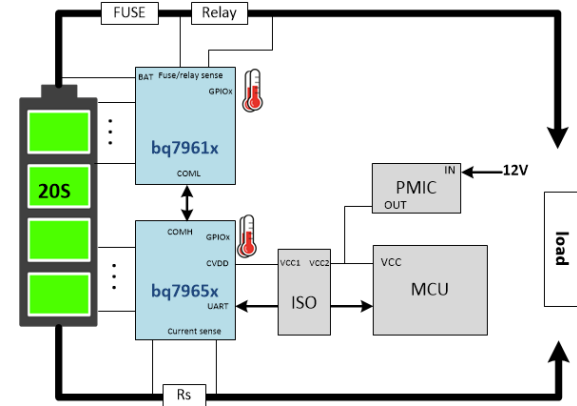 FUSE
Relay
BAT
Fuse/relay sense
GPIOx
bq7961x
COML
20S
COMH
GPIOx
CVDD
bq7965x
UART
Current sense
VCC1
VCC2
ISO
IN
12V
PMIC
OUT
VCC
MCU
load
Rs